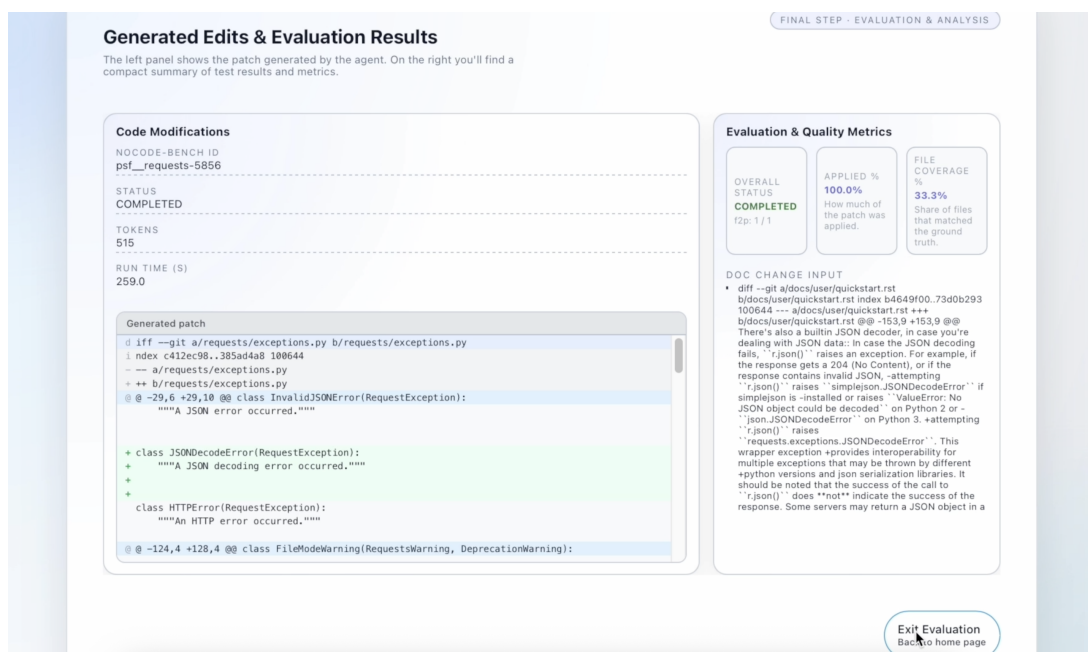 FINAL STEP · EVALUATION & ANALYSIS
Generated Edits & Evaluation Results
The left panel shows the patch generated by the agent. On the right you'll find a
compact summary of test results and metrics.
Code Modifications
NOCODE-BENCH ID
psf__requests-5856
STATUS
COMPLETED
TOKENS
515
RUN TIME (S)
259.0
Generated patch
d iff --git a/requests/exceptions.py b/requests/exceptions.py
i ndex c412ec98..385ad4a8 100644
- -- a/requests/exceptions.py
+ ++ b/requests/exceptions.py
@ @ -29,6 +29,10 @@ class InvalidJSONError(RequestException):
"""A JSON error occurred."""
+ class JSONDecodeError(RequestException):
+ """A JSON decoding error occurred."""
+
+
class HTTPError(RequestException):
"""An HTTP error occurred."""
@ @ -124,4 +128,4 @@ class FileModeWarning(RequestsWarning, DeprecationWarning):
Evaluation & Quality Metrics
OVERALL
STATUS
COMPLETED
f2p: 1 / 1
APPLIED %
100.0%
How much of
the patch was
applied.
FILE
COVERAGE
%
33.3%
Share of files
that matched
the ground
truth.
DOC CHANGE INPUT
diff --git a/docs/user/quickstart.rst
b/docs/user/quickstart.rst index b4649f00..73d0b293
100644 --- a/docs/user/quickstart.rst +++
b/docs/user/quickstart.rst @@ -153,9 +153,9 @@
There's also a builtin JSON decoder, in case you're
dealing with JSON data:: In case the JSON decoding
fails, ``r.json()`` raises an exception. For example, if
the response gets a 204 (No Content), or if the
response contains invalid JSON, -attempting
``r.json()`` raises ``simplejson.JSONDecodeError`` if
simplejson is -installed or raises ``ValueError: No
JSON object could be decoded`` on Python 2 or -
``json.JSONDecodeError`` on Python 3. +attempting
``r.json()`` raises
``requests.exceptions.JSONDecodeError``. This
wrapper exception +provides interoperability for
multiple exceptions that may be thrown by different
+python versions and json serialization libraries. It
should be noted that the success of the call to
``r.json()`` does **not** indicate the success of the
response. Some servers may return a JSON object in a
Exit Evaluation
Back to home page